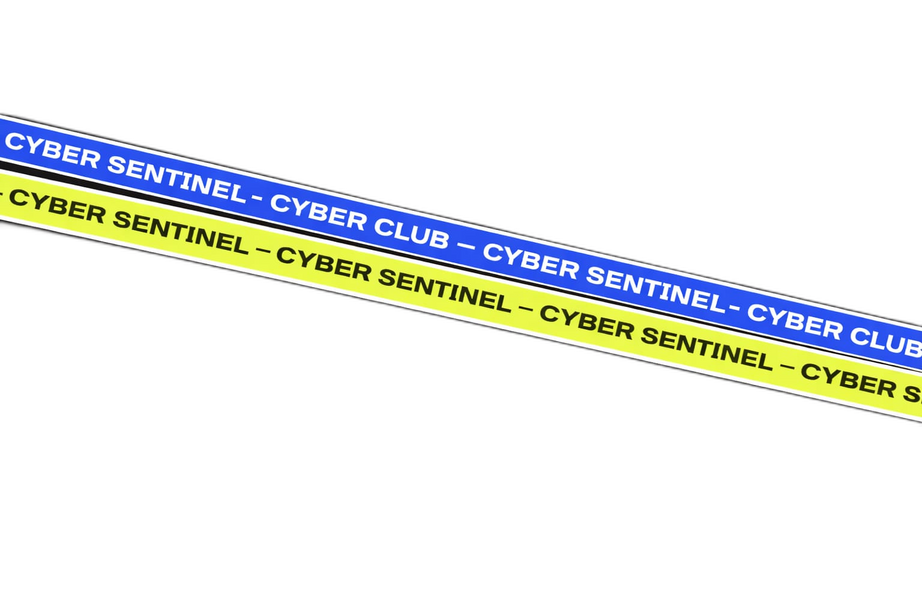 CYBER SENTINEL - CYBER CLUB – CYBER SENTINEL- CYBER CLUB
- CYBER SENTINEL – CYBER SENTINEL – CYBER SENTINEL – CYBER